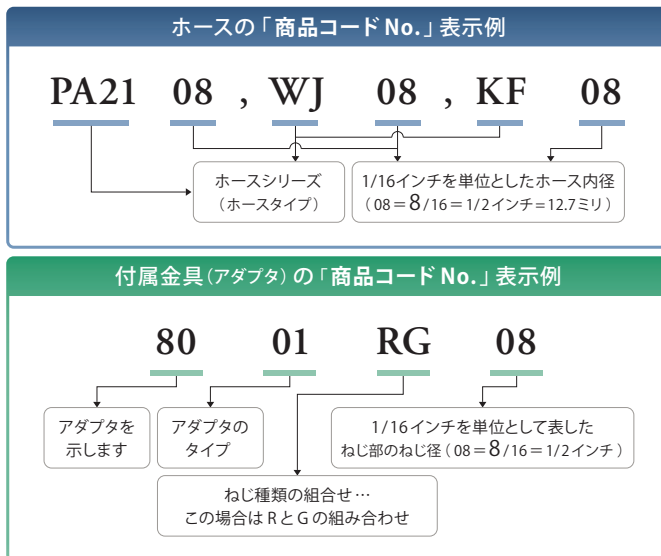 ホースの「商品コード No.」表示例
PA21 08 , WJ 08 , KF 08
ホースシリーズ
（ホースタイプ）
1/16インチを単位としたホース内径
（ 08＝8/16＝1/2インチ＝12.7ミリ）
付属金具（アダプタ）の「商品コード No.」表示例
80 01 RG 08
アダプタを
示します
アダプタの
タイプ
1/16インチを単位として表した
ねじ部のねじ径（ 08＝8/16＝1/2インチ）
ねじ種類の組合せ…
この場合は R と G の組み合わせ